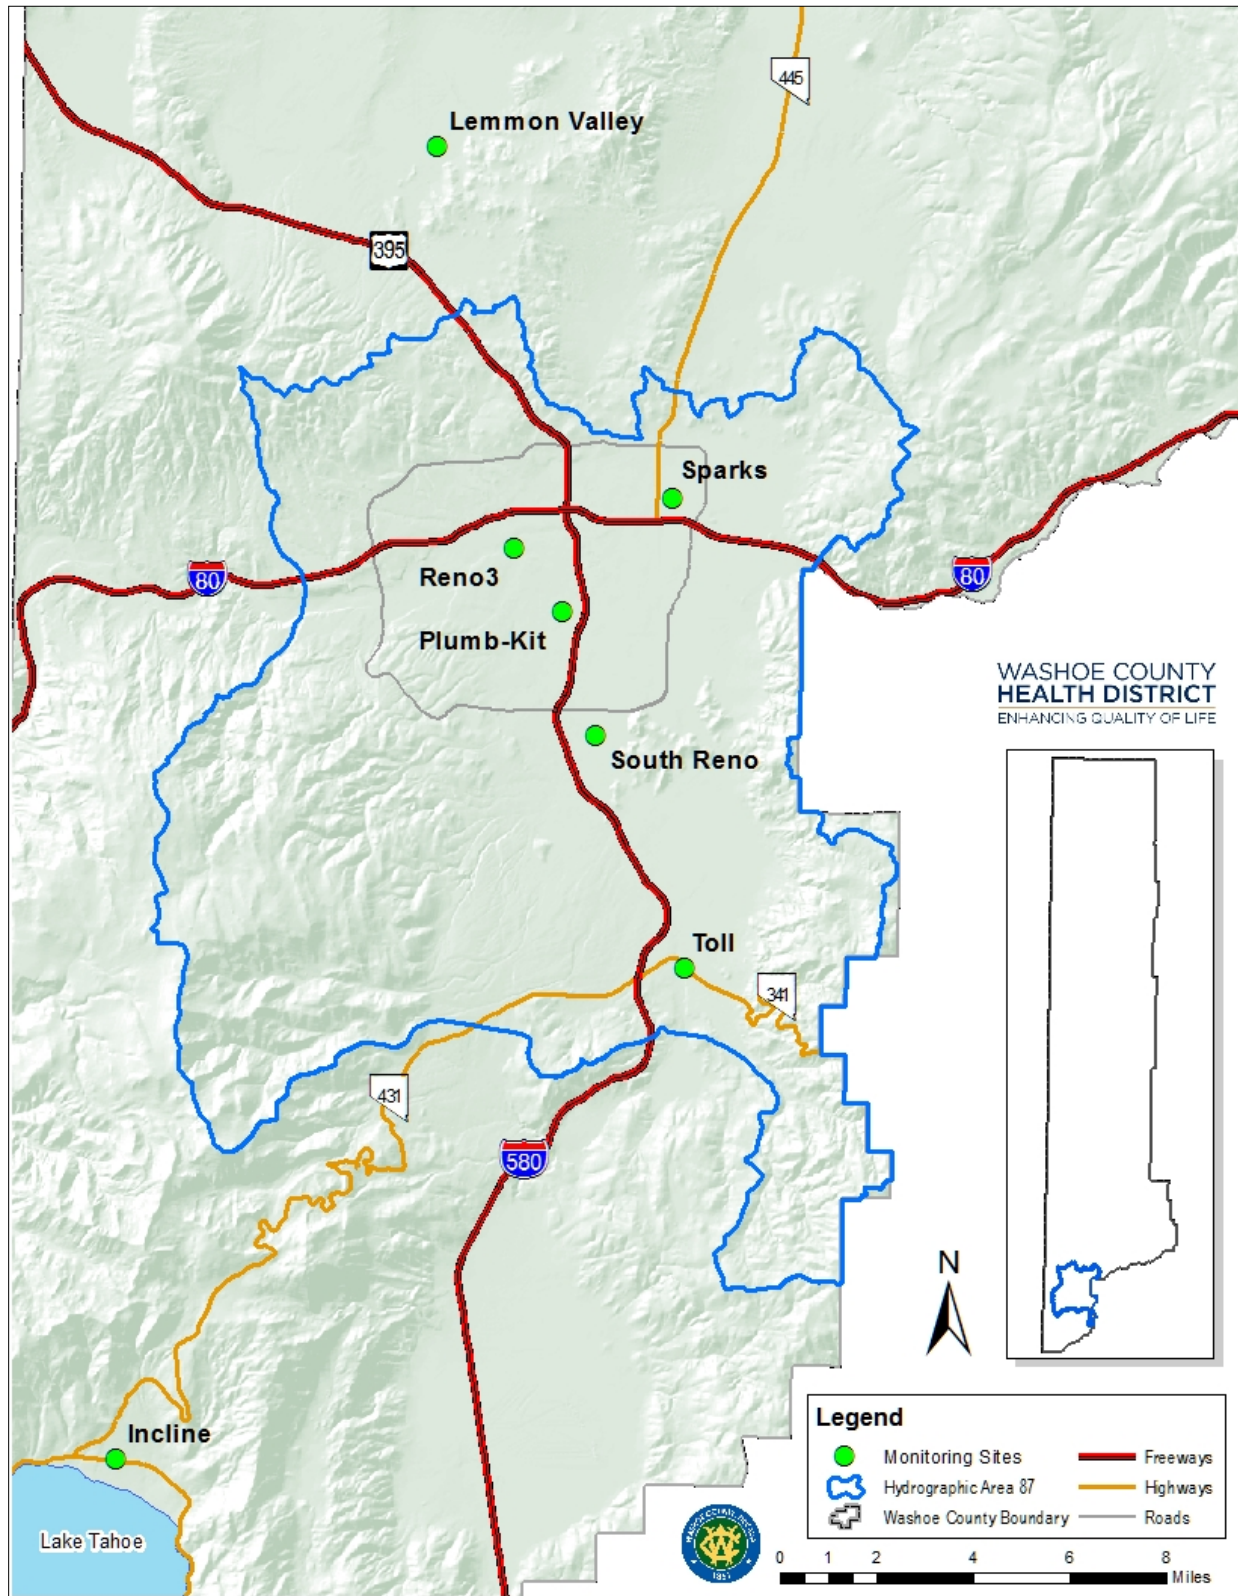 445
Lemmon Valley
395
Sparks
80
Reno3
80
Plumb-Kit
WASHOE COUNTY
HEALTH DISTRICT
ENHANCING QUALITY OF LIFE
South Reno
Toll
341
431
580
N
Incline
Lake Tahoe
Legend
Monitoring Sites
Freeways
Hydrographic Area 87
Highways
Washoe County Boundary
Roads
0 1 2 4 6 8
Miles